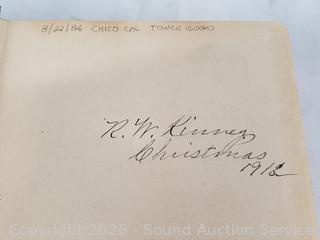 8/22/86 CHICO CAL TOWER BOOKS
R. W. Kinney
Christmas
1912
Copyright 2026 - Sound Auction Service